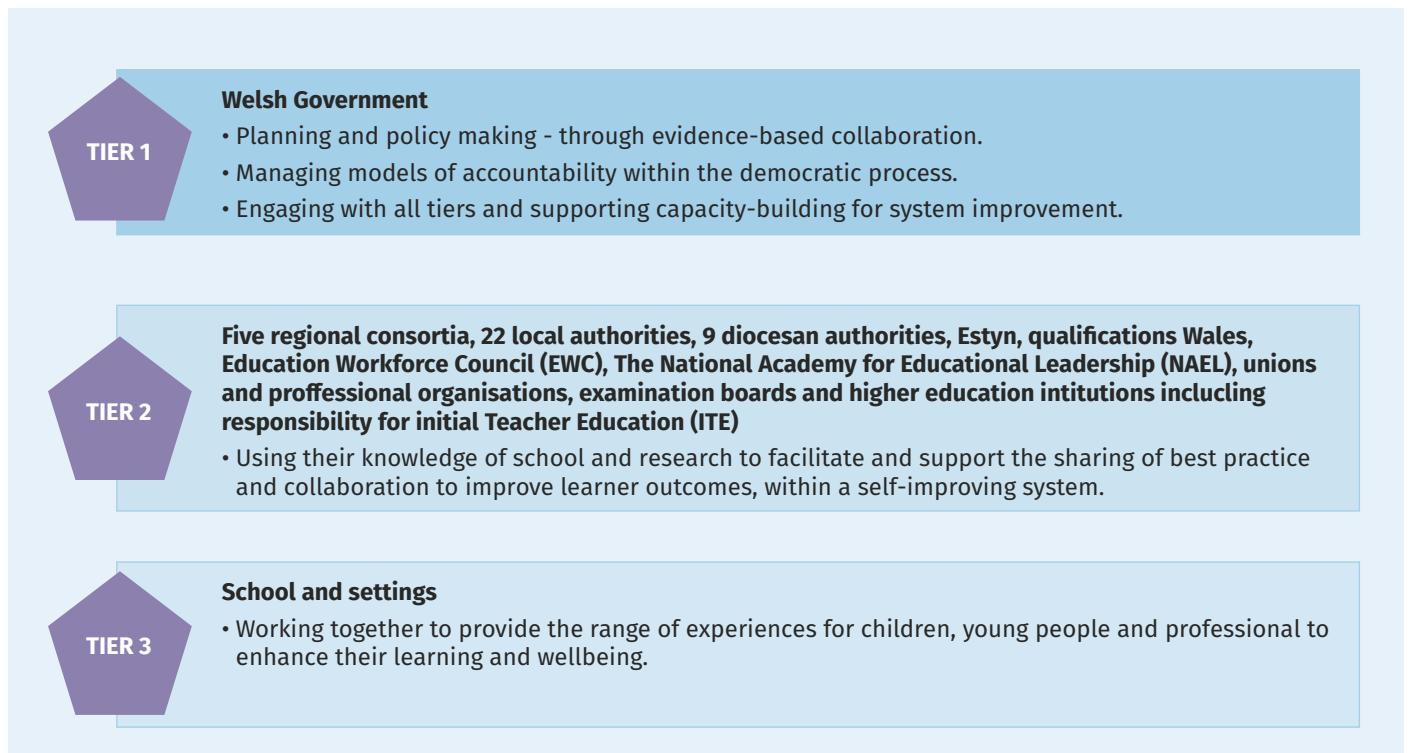 TIER 1
Welsh Government
• Planning and policy making - through evidence-based collaboration.
• Managing models of accountability within the democratic process.
• Engaging with all tiers and supporting capacity-building for system improvement.
TIER 2
Five regional consortia, 22 local authorities, 9 diocesan authorities, Estyn, qualifications Wales,
Education Workforce Council (EWC), The National Academy for Educational Leadership (NAEL), unions
and proffessional organisations, examination boards and higher education intitutions inclucling
responsibility for initial Teacher Education (ITE)
• Using their knowledge of school and research to facilitate and support the sharing of best practice
and collaboration to improve learner outcomes, within a self-improving system.
TIER 3
School and settings
• Working together to provide the range of experiences for children, young people and professional to
enhance their learning and wellbeing.